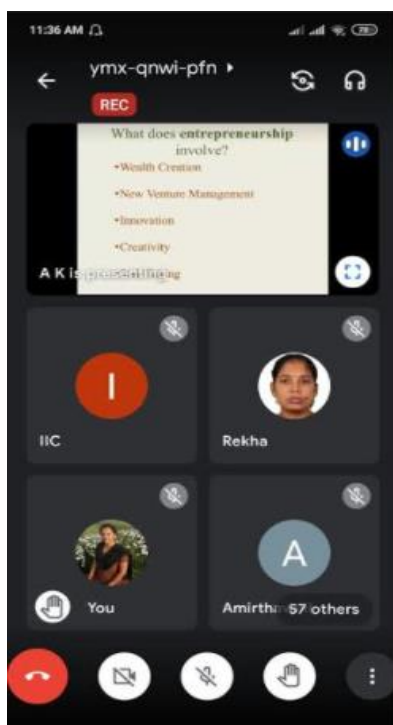 11:36 AM
ymx-qnwi-pfn
REC
What does entrepreneurship
involve?
•Wealth Creation
•New Venture Management
•Innovation
•Creativity
A K is presenting
I
IIC
Rekha
You
A
57 others